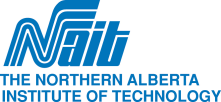 Nait
THE NORTHERN ALBERTA
INSTITUTE OF TECHNOLOGY